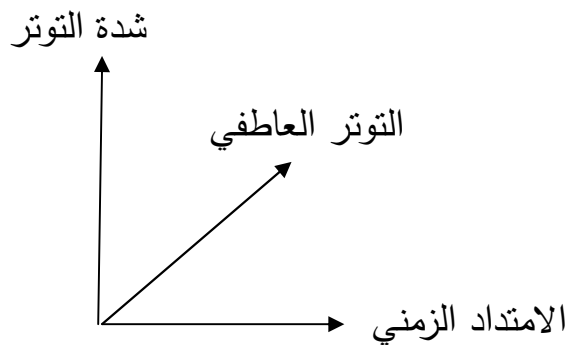 شدة التوتر
التوتر العاطفي
الامتداد الزمني